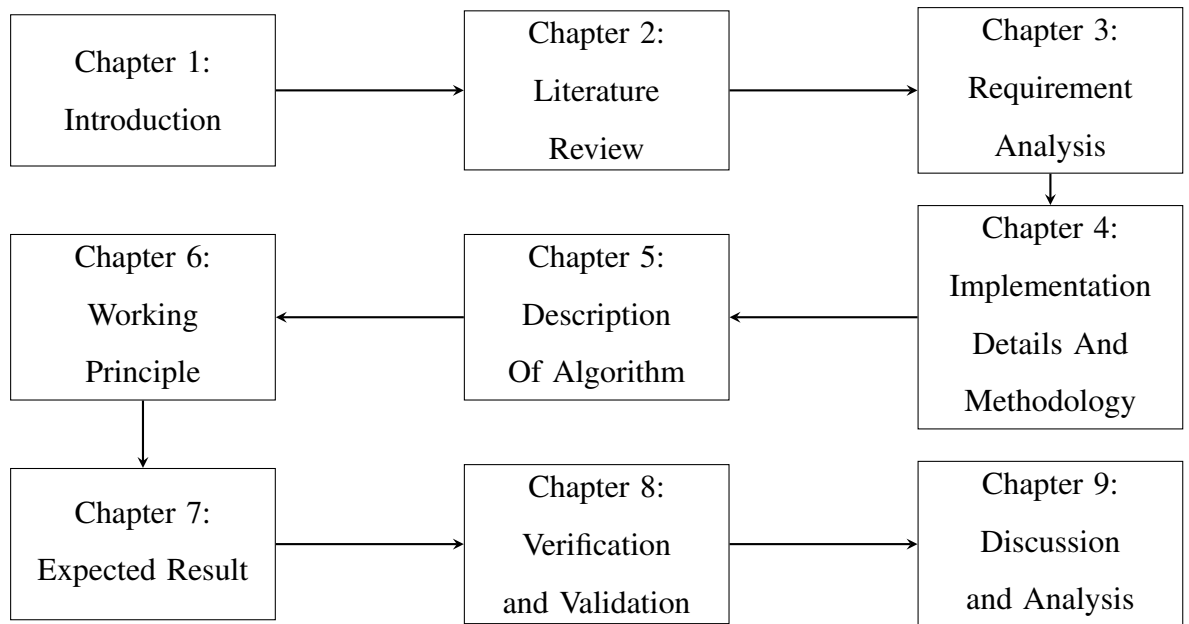 Chapter 1:
Introduction
Chapter 2:
Literature
Review
Chapter 3:
Requirement
Analysis
Chapter 4:
Implementation
Details And
Methodology
Chapter 5:
Description
Of Algorithm
Chapter 6:
Working
Principle
Chapter 7:
Expected Result
Chapter 8:
Verification
and Validation
Chapter 9:
Discussion
and Analysis